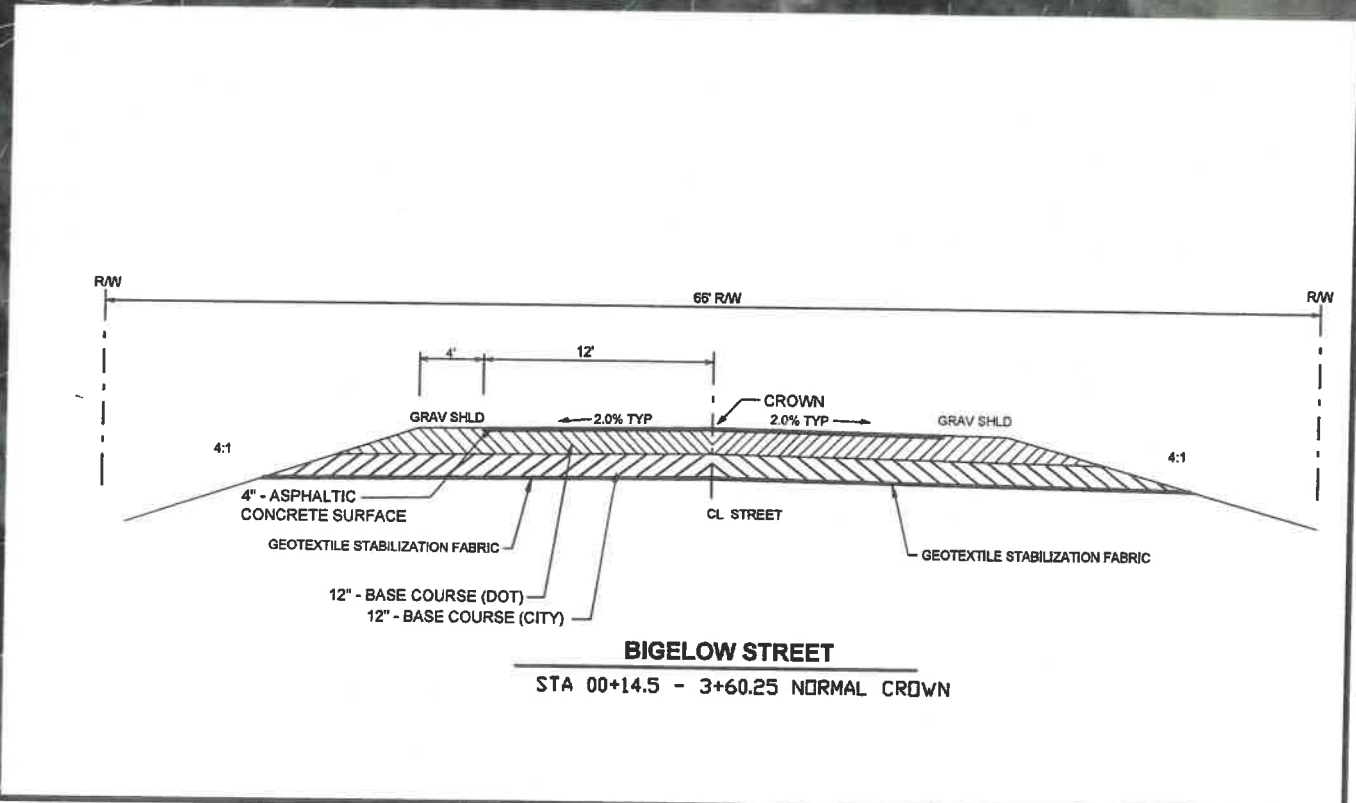 R/W
66' R/W
R/W
4'
12'
CROWN
GRAV SHLD
2.0% TYP
2.0% TYP
GRAV SHLD
4:1
4:1
4" - ASPHALTIC
CONCRETE SURFACE
CL STREET
GEOTEXTILE STABILIZATION FABRIC
GEOTEXTILE STABILIZATION FABRIC
12" - BASE COURSE (DOT)
12" - BASE COURSE (CITY)
BIGELOW STREET
STA 00+14.5 - 3+60.25 NORMAL CROWN